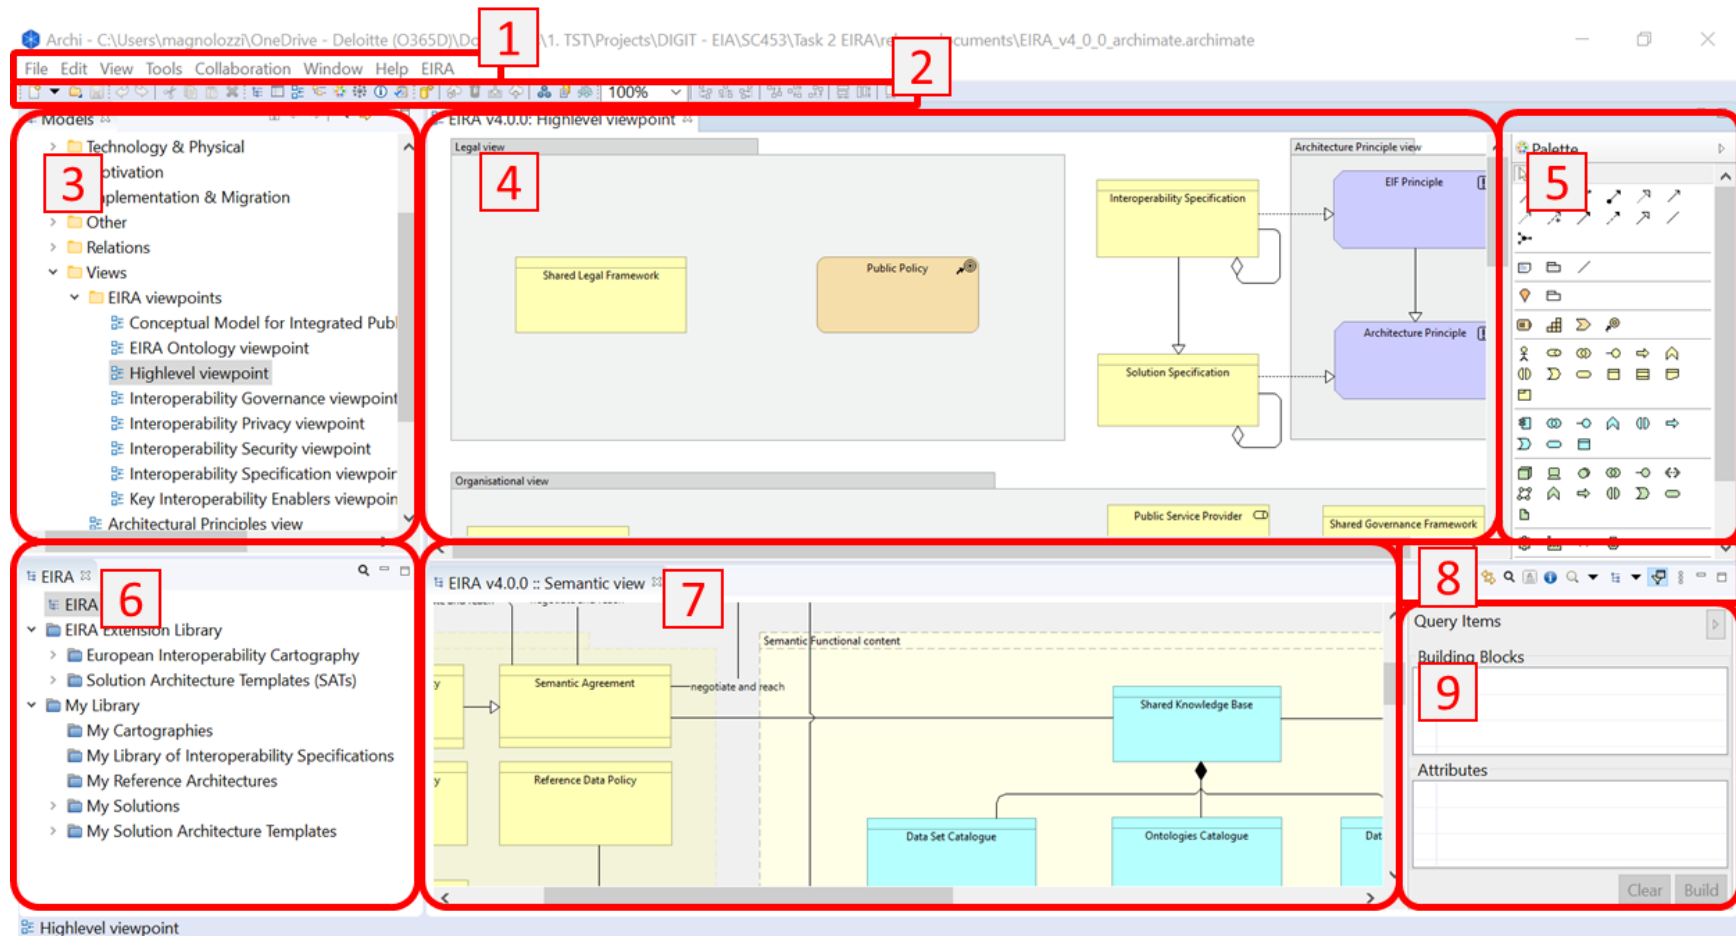 Archi - C:\Users\magnolozzi\OneDrive - Deloitte (O365D)\Do \1. TST\Projects\DIGIT - EIA\SC453\Task 2 EIRA\re cuments\EIRA_v4_0_0_archimate.archimate
1
File Edit View Tools Collaboration Window Help EIRA
2
100%
Models
Technology & Physical
otivation
plementation & Migration
3
Other
Relations
Views
EIRA viewpoints
Conceptual Model for Integrated Publ
EIRA Ontology viewpoint
Highlevel viewpoint
Interoperability Governance viewpoint
Interoperability Privacy viewpoint
Interoperability Security viewpoint
Interoperability Specification viewpoin
Key Interoperability Enablers viewpoin
Architectural Principles view
EIRA v4.0.0: Highlevel viewpoint
Legal view
4
Shared Legal Framework
Public Policy
Interoperability Specification
Solution Specification
Architecture Principle view
EIF Principle
Architecture Principle
Organisational view
Public Service Provider
Shared Governance Framework
Palette
5
EIRA
6
EIRA
EIRA Extension Library
European Interoperability Cartography
Solution Architecture Templates (SATs)
My Library
My Cartographies
My Library of Interoperability Specifications
My Reference Architectures
My Solutions
My Solution Architecture Templates
EIRA v4.0.0 :: Semantic view
7
negotiate and reach
Semantic Functional content
y
Semantic Agreement
negotiate and reach
Shared Knowledge Base
y
Reference Data Policy
Data Set Catalogue
Ontologies Catalogue
Dat
8
Query Items
Building Blocks
9
Attributes
Clear Build
Highlevel viewpoint